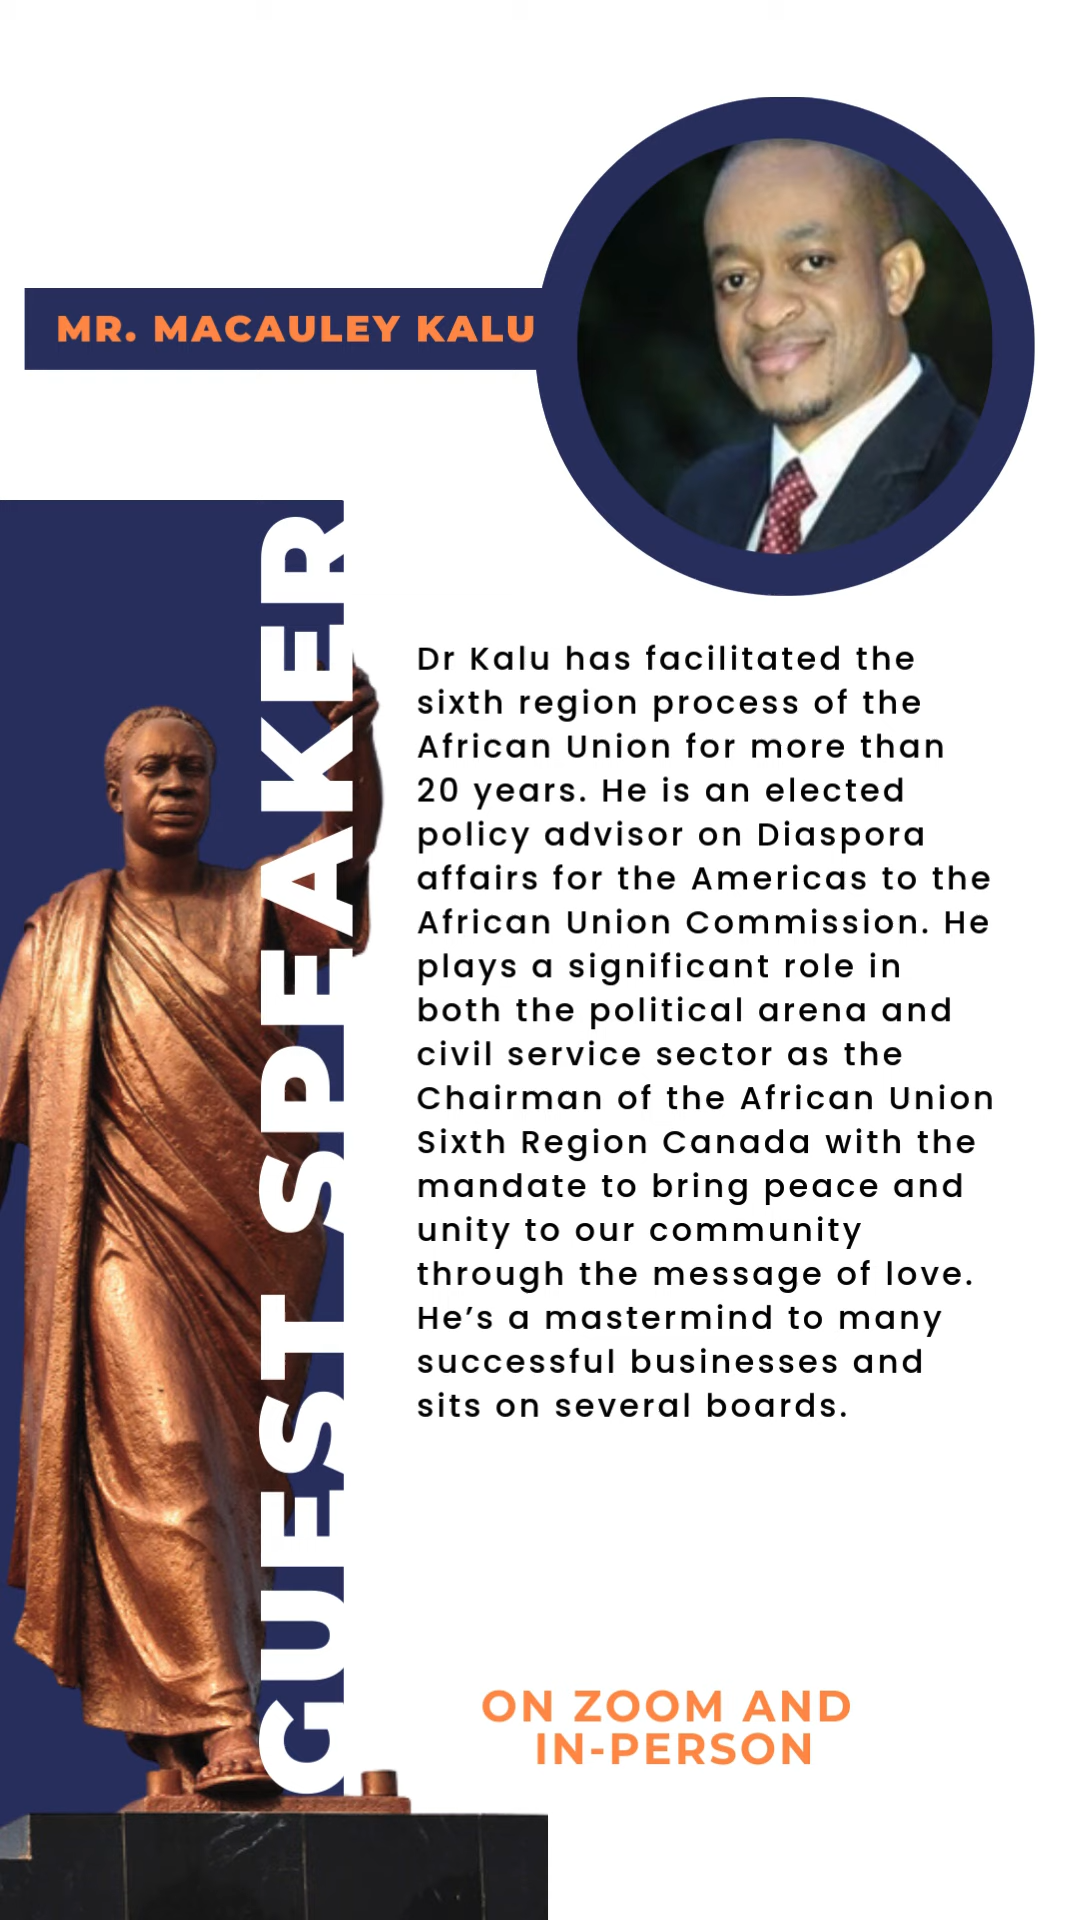 MR. MACAULEY KALU
GUEST SPEAKER
Dr Kalu has facilitated the
sixth region process of the
African Union for more than
20 years. He is an elected
policy advisor on Diaspora
affairs for the Americas to the
African Union Commission. He
plays a significant role in
both the political arena and
civil service sector as the
Chairman of the African Union
Sixth Region Canada with the
mandate to bring peace and
unity to our community
through the message of love.
He’s a mastermind to many
successful businesses and
sits on several boards.
ON ZOOM AND
IN-PERSON